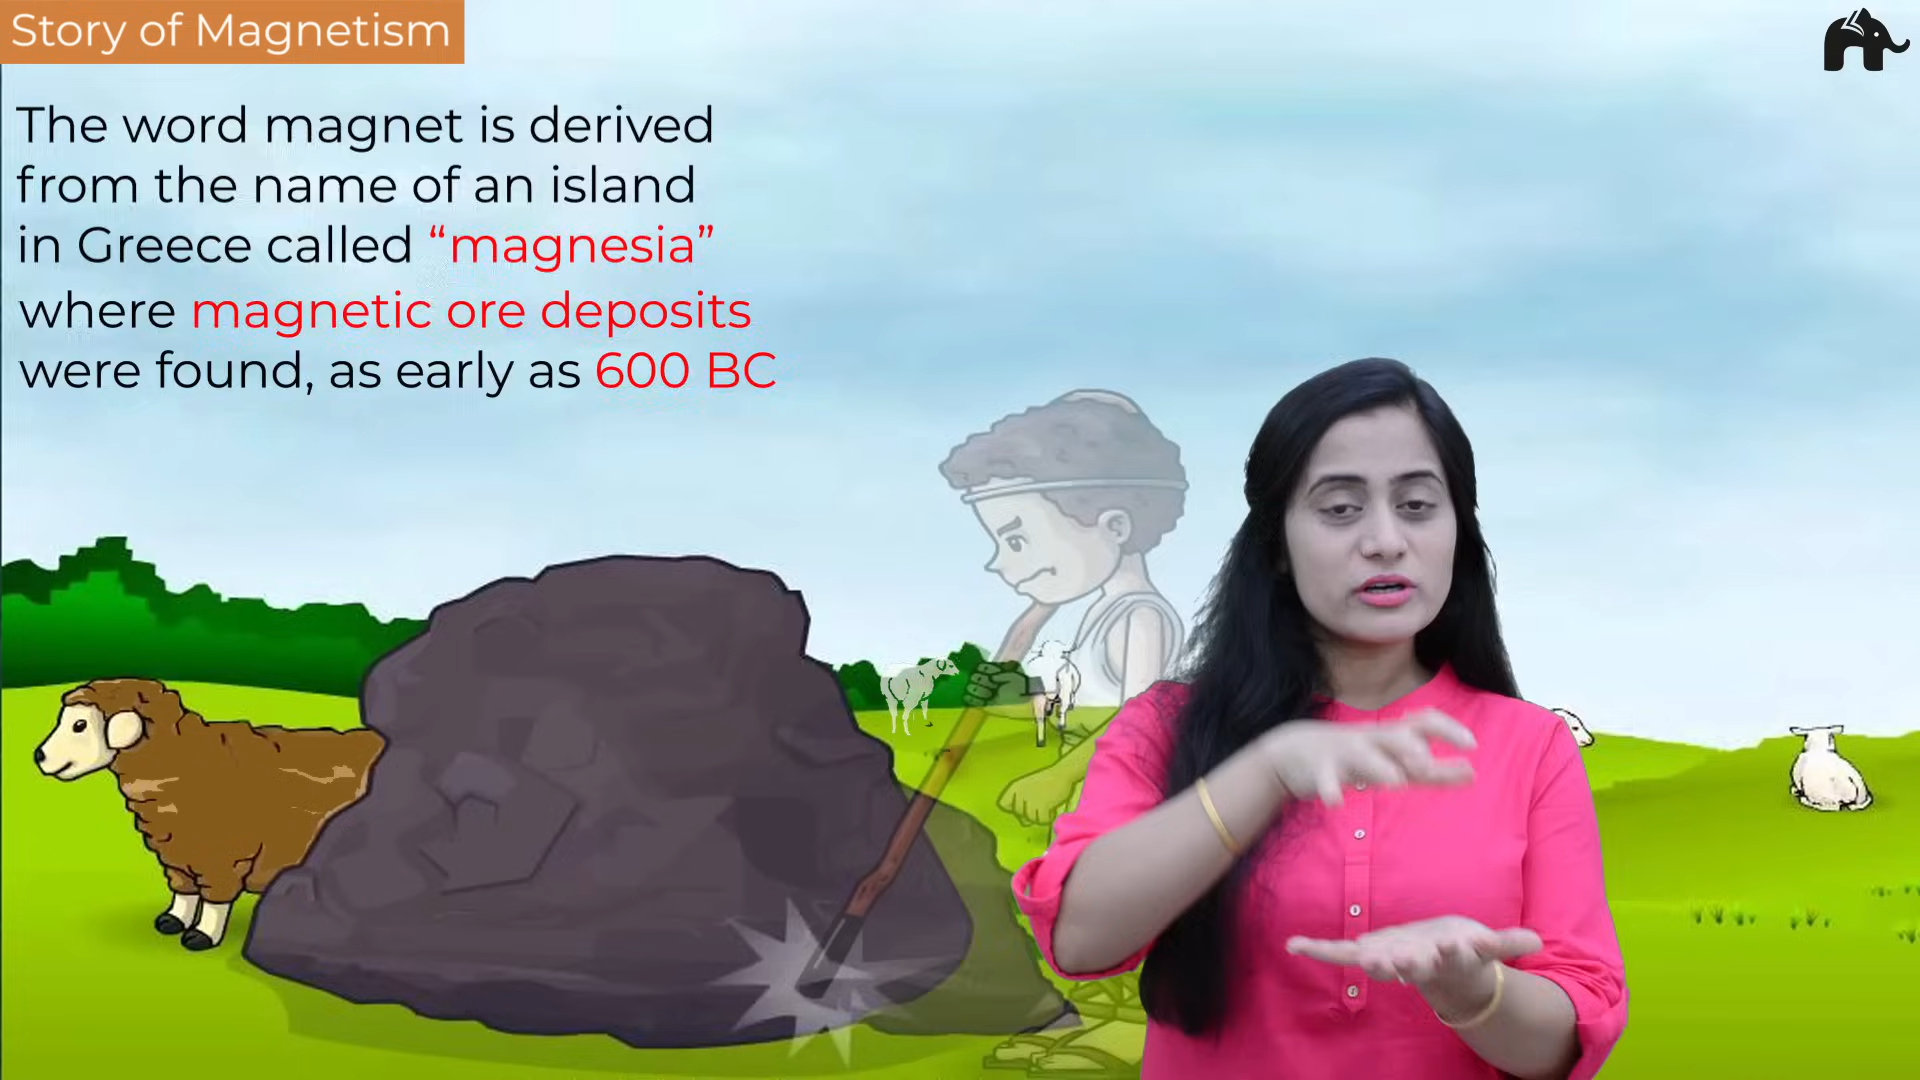 Story of Magnetism
The word magnet is derived
from the name of an island
in Greece called “magnesia”
where magnetic ore deposits
were found, as early as 600 BC